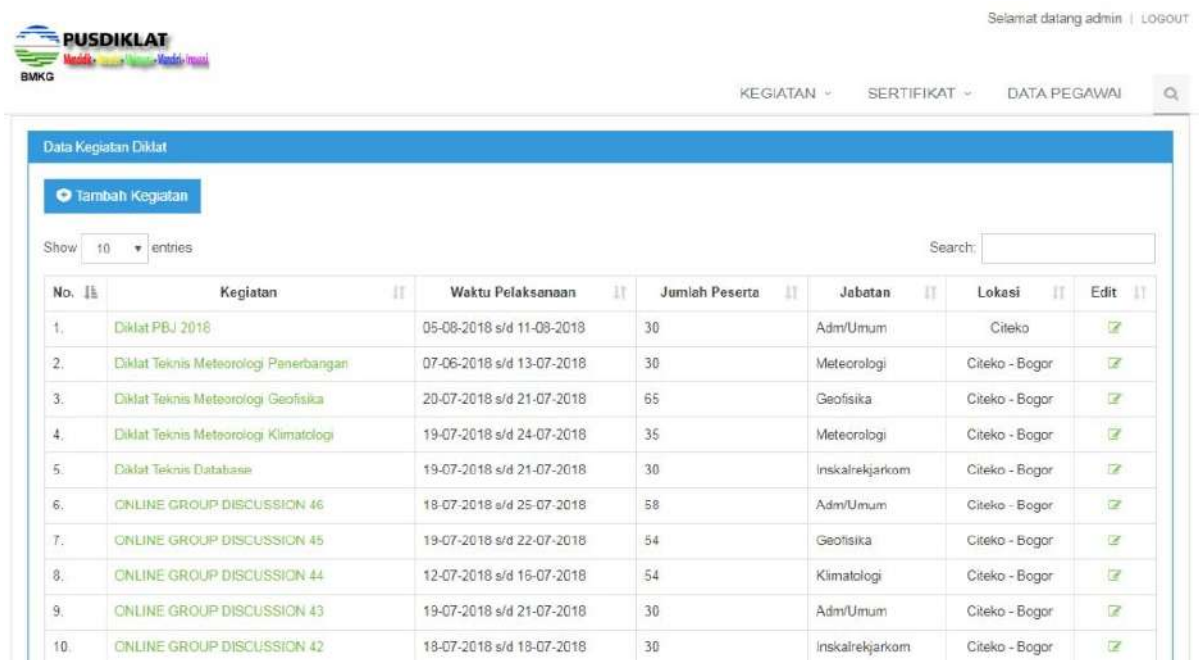 Selamat datang admin | LOGOUT
PUSDIKLAT
BMKG
KEGIATAN SERTIFIKAT DATA PEGAWAI
Data Kegiatan Diklat
Tambah Kegiatan
Show 10 entries Search:
No. Kegiatan Waktu Pelaksanaan Jumlah Peserta Jabatan Lokasi Edit
1. Diklat PBJ 2018 05-08-2018 s/d 11-08-2018 30 Adm/Umum Citeko
2. Diklat Teknis Meteorologi Penerbangan 07-06-2018 s/d 13-07-2018 30 Meteorologi Citeko - Bogor
3. Diklat Teknis Meteorologi Geofisika 20-07-2018 s/d 21-07-2018 65 Geofisika Citeko - Bogor
4. Diklat Teknis Meteorologi Klimatologi 19-07-2018 s/d 24-07-2018 35 Meteorologi Citeko - Bogor
5. Diklat Teknis Database 19-07-2018 s/d 21-07-2018 30 Inskalrekjarkom Citeko - Bogor
6. ONLINE GROUP DISCUSSION 46 18-07-2018 s/d 25-07-2018 58 Adm/Umum Citeko - Bogor
7. ONLINE GROUP DISCUSSION 45 19-07-2018 s/d 22-07-2018 54 Geofisika Citeko - Bogor
8. ONLINE GROUP DISCUSSION 44 12-07-2018 s/d 16-07-2018 54 Klimatologi Citeko - Bogor
9. ONLINE GROUP DISCUSSION 43 19-07-2018 s/d 21-07-2018 30 Adm/Umum Citeko - Bogor
10. ONLINE GROUP DISCUSSION 42 18-07-2018 s/d 18-07-2018 30 Inskalrekjarkom Citeko - Bogor